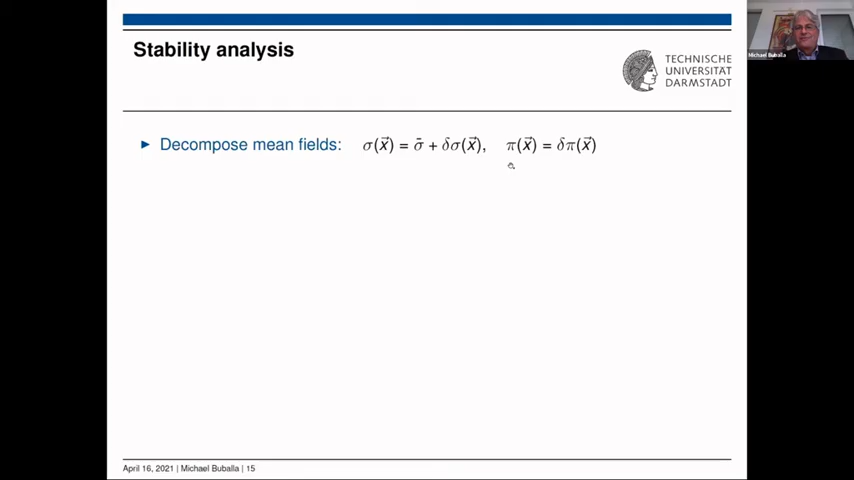 Stability analysis
TECHNISCHE
UNIVERSITÄT
DARMSTADT
Michael Buballa
▶ Decompose mean fields: σ(x⃗) = σ̄ + δσ(x⃗), π(x⃗) = δπ(x⃗)
April 16, 2021 | Michael Buballa | 15